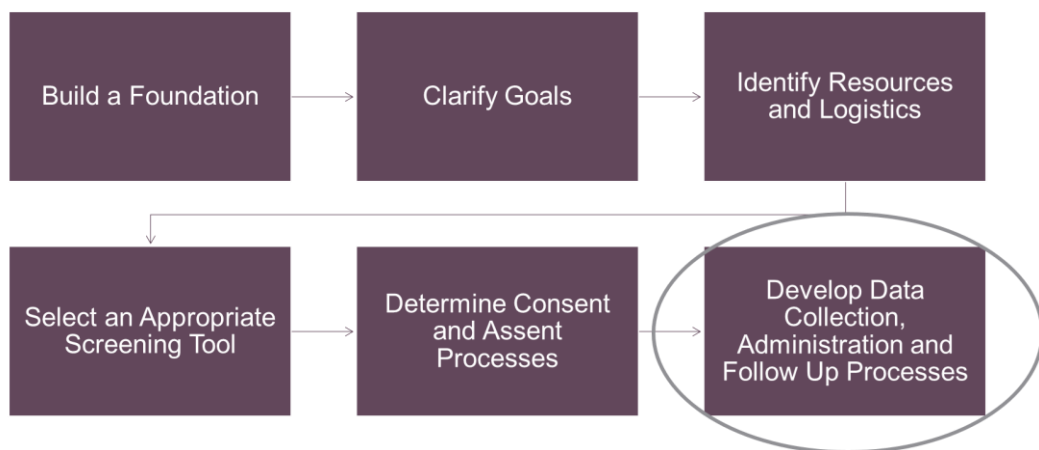 Build a Foundation
Clarify Goals
Identify Resources
and Logistics
Select an Appropriate
Screening Tool
Determine Consent
and Assent
Processes
Develop Data
Collection,
Administration and
Follow Up Processes